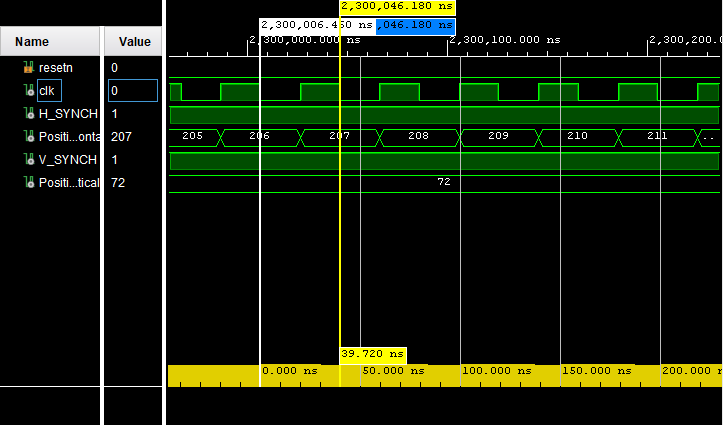 2,300,046.180 ns
2,300,006.450 ns ,046.180 ns
Name Value
2,300,000.000 ns 2,300,100.000 ns 2,300,200.
resetn 0
clk 0
H_SYNCH 1
Positi...onta 207 205 206 207 208 209 210 211 ..
V_SYNCH 1
Positi...tical 72 72
39.720 ns
0.000 ns 50.000 ns 100.000 ns 150.000 ns 200.000 n